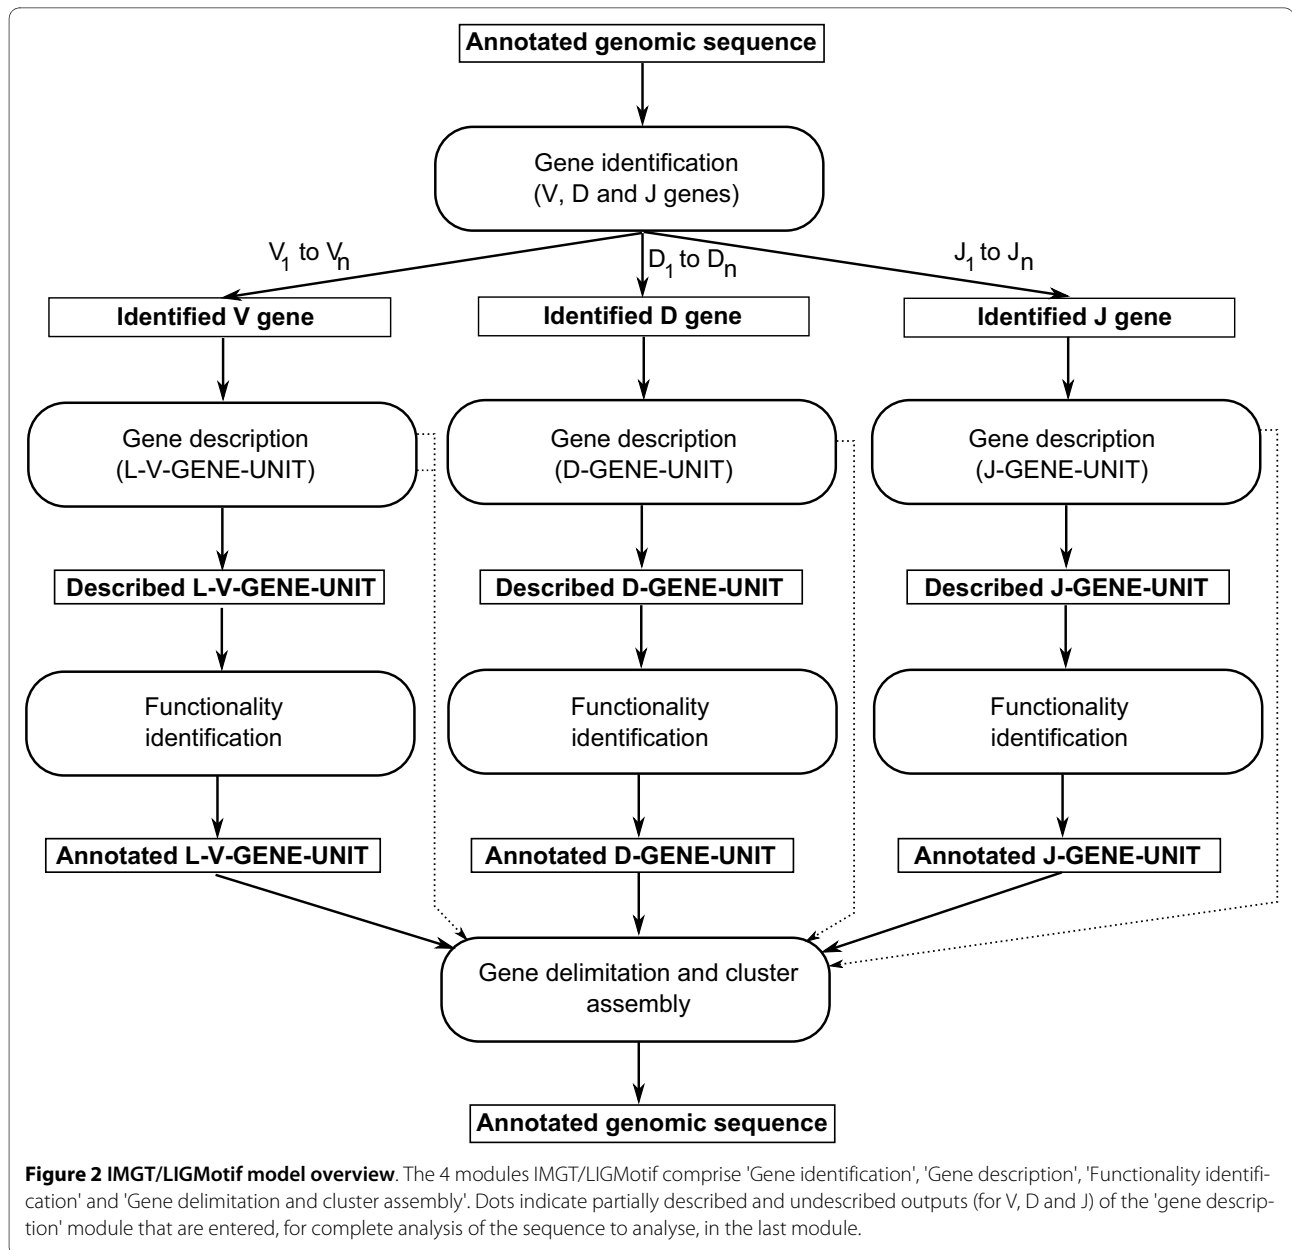 Annotated genomic sequence
Gene identification
(V, D and J genes)
V1 to Vn
D1 to Dn
J1 to Jn
Identified V gene
Identified D gene
Identified J gene
Gene description
(L-V-GENE-UNIT)
Gene description
(D-GENE-UNIT)
Gene description
(J-GENE-UNIT)
Described L-V-GENE-UNIT
Described D-GENE-UNIT
Described J-GENE-UNIT
Functionality
identification
Functionality
identification
Functionality
identification
Annotated L-V-GENE-UNIT
Annotated D-GENE-UNIT
Annotated J-GENE-UNIT
Gene delimitation and cluster
assembly
Annotated genomic sequence
Figure 2 IMGT/LIGMotif model overview. The 4 modules IMGT/LIGMotif comprise 'Gene identification', 'Gene description', 'Functionality identifi-
cation' and 'Gene delimitation and cluster assembly'. Dots indicate partially described and undescribed outputs (for V, D and J) of the 'gene descrip-
tion' module that are entered, for complete analysis of the sequence to analyse, in the last module.